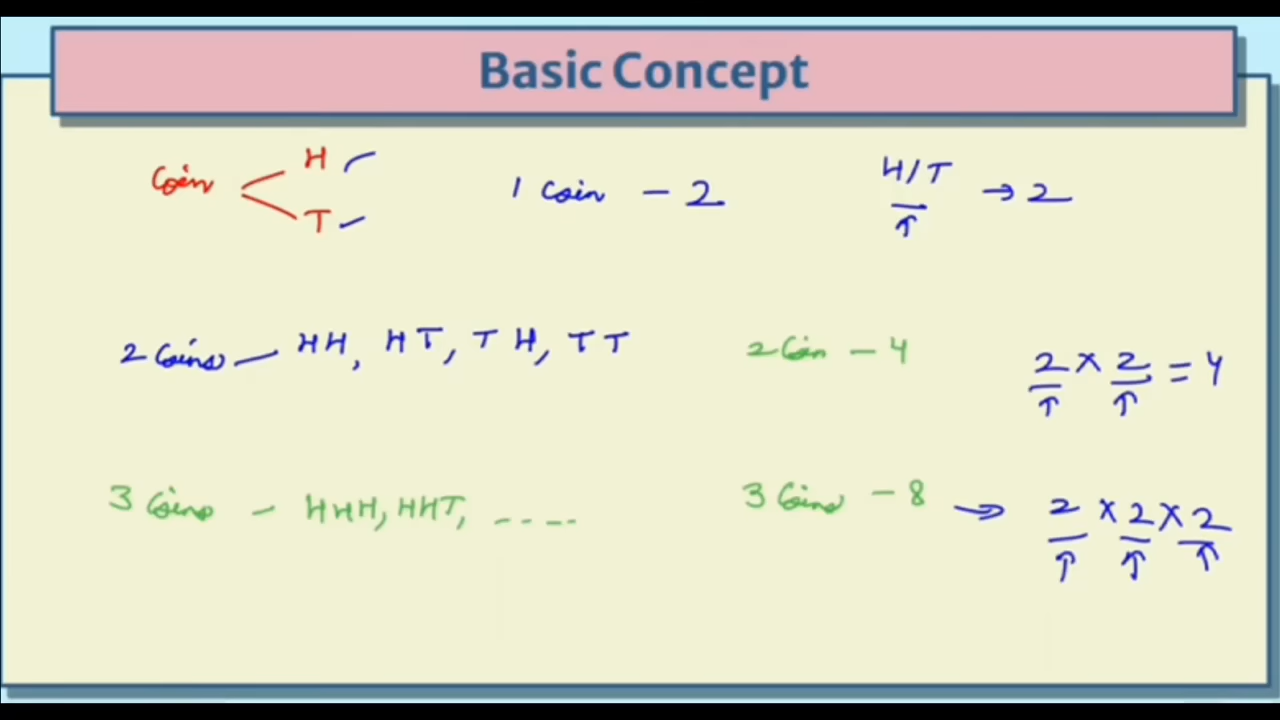 Basic Concept
Coin H
T
1 Coin - 2
H/T → 2
2 Coins - HH, HT, TH, TT
2 Coin - 4
2 × 2 = 4
3 Coins - HHH, HHT, -----
3 Coins - 8 → 2 × 2 × 2